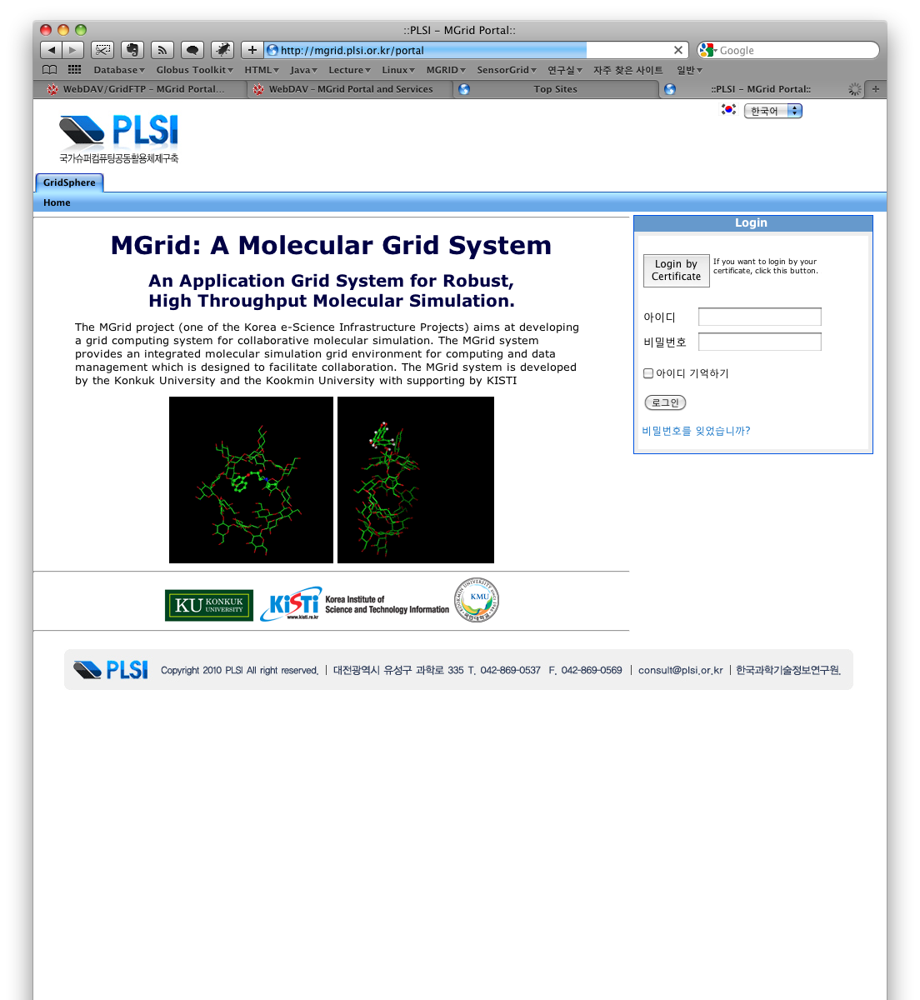 ::PLSI – MGrid Portal::
http://mgrid.plsi.or.kr/portal
Google
Database Globus Toolkit HTML Java Lecture Linux MGRID SensorGrid 연구실 자주 찾은 사이트 일반
WebDAV/GridFTP – MGrid Portal...
WebDAV – MGrid Portal and Services
Top Sites
::PLSI – MGrid Portal::
한국어
PLSI
국가슈퍼컴퓨팅공동활용체제구축
GridSphere
Home
MGrid: A Molecular Grid System
An Application Grid System for Robust,
High Throughput Molecular Simulation.
The MGrid project (one of the Korea e-Science Infrastructure Projects) aims at developing
a grid computing system for collaborative molecular simulation. The MGrid system
provides an integrated molecular simulation grid environment for computing and data
management which is designed to facilitate collaboration. The MGrid system is developed
by the Konkuk University and the Kookmin University with supporting by KISTI
Login
Login by
Certificate
If you want to login by your
certificate, click this button.
아이디
비밀번호
아이디 기억하기
로그인
비밀번호를 잊었습니까?
KU KONKUK
UNIVERSITY
KiSTi
www.kisti.re.kr
Korea Institute of
Science and Technology Information
KOOKMIN UNIVERSITY
KMU
PLSI
Copyright 2010 PLSI All right reserved. | 대전광역시 유성구 과학로 335 T. 042-869-0537 F. 042-869-0569 | consult@plsi.or.kr | 한국과학기술정보연구원.